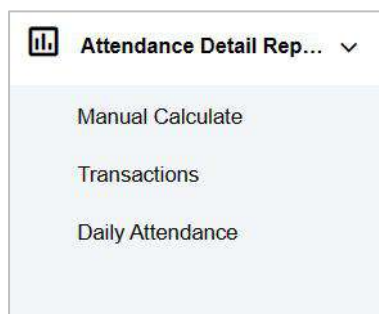 Attendance Detail Rep...
Manual Calculate
Transactions
Daily Attendance